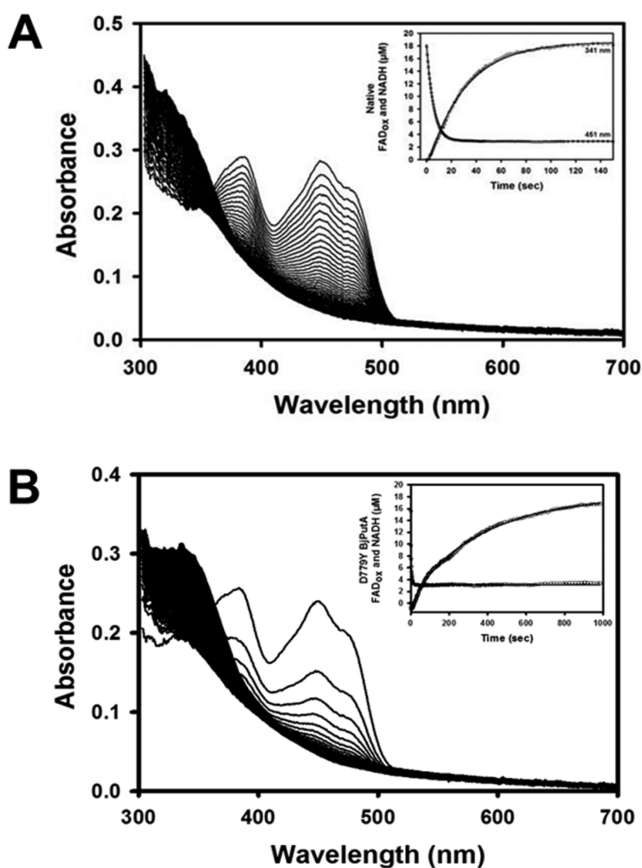 A
Absorbance
0.5
0.4
0.3
0.2
0.1
0.0
300 400 500 600 700
Wavelength (nm)
Native
FADox and NADH (µM)
20
18
16
14
12
10
8
6
4
2
0
0 20 40 60 80 100 120 140
Time (sec)
341 nm
451 nm
B
Absorbance
0.4
0.3
0.2
0.1
0.0
300 400 500 600 700
Wavelength (nm)
D779Y BjPutA
FADox and NADH (µM)
20
18
16
14
12
10
8
6
4
2
0
0 200 400 600 800 1000
Time (sec)